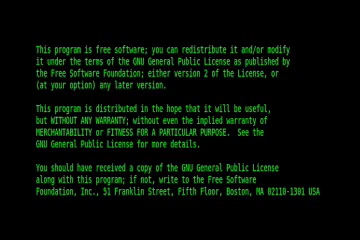 This program is free software; you can redistribute it and/or modify
it under the terms of the GNU General Public License as published by
the Free Software Foundation; either version 2 of the License, or
(at your option) any later version.

This program is distributed in the hope that it will be useful,
but WITHOUT ANY WARRANTY; without even the implied warranty of
MERCHANTABILITY or FITNESS FOR A PARTICULAR PURPOSE.  See the
GNU General Public License for more details.

You should have received a copy of the GNU General Public License
along with this program; if not, write to the Free Software
Foundation, Inc., 51 Franklin Street, Fifth Floor, Boston, MA 02110-1301 USA